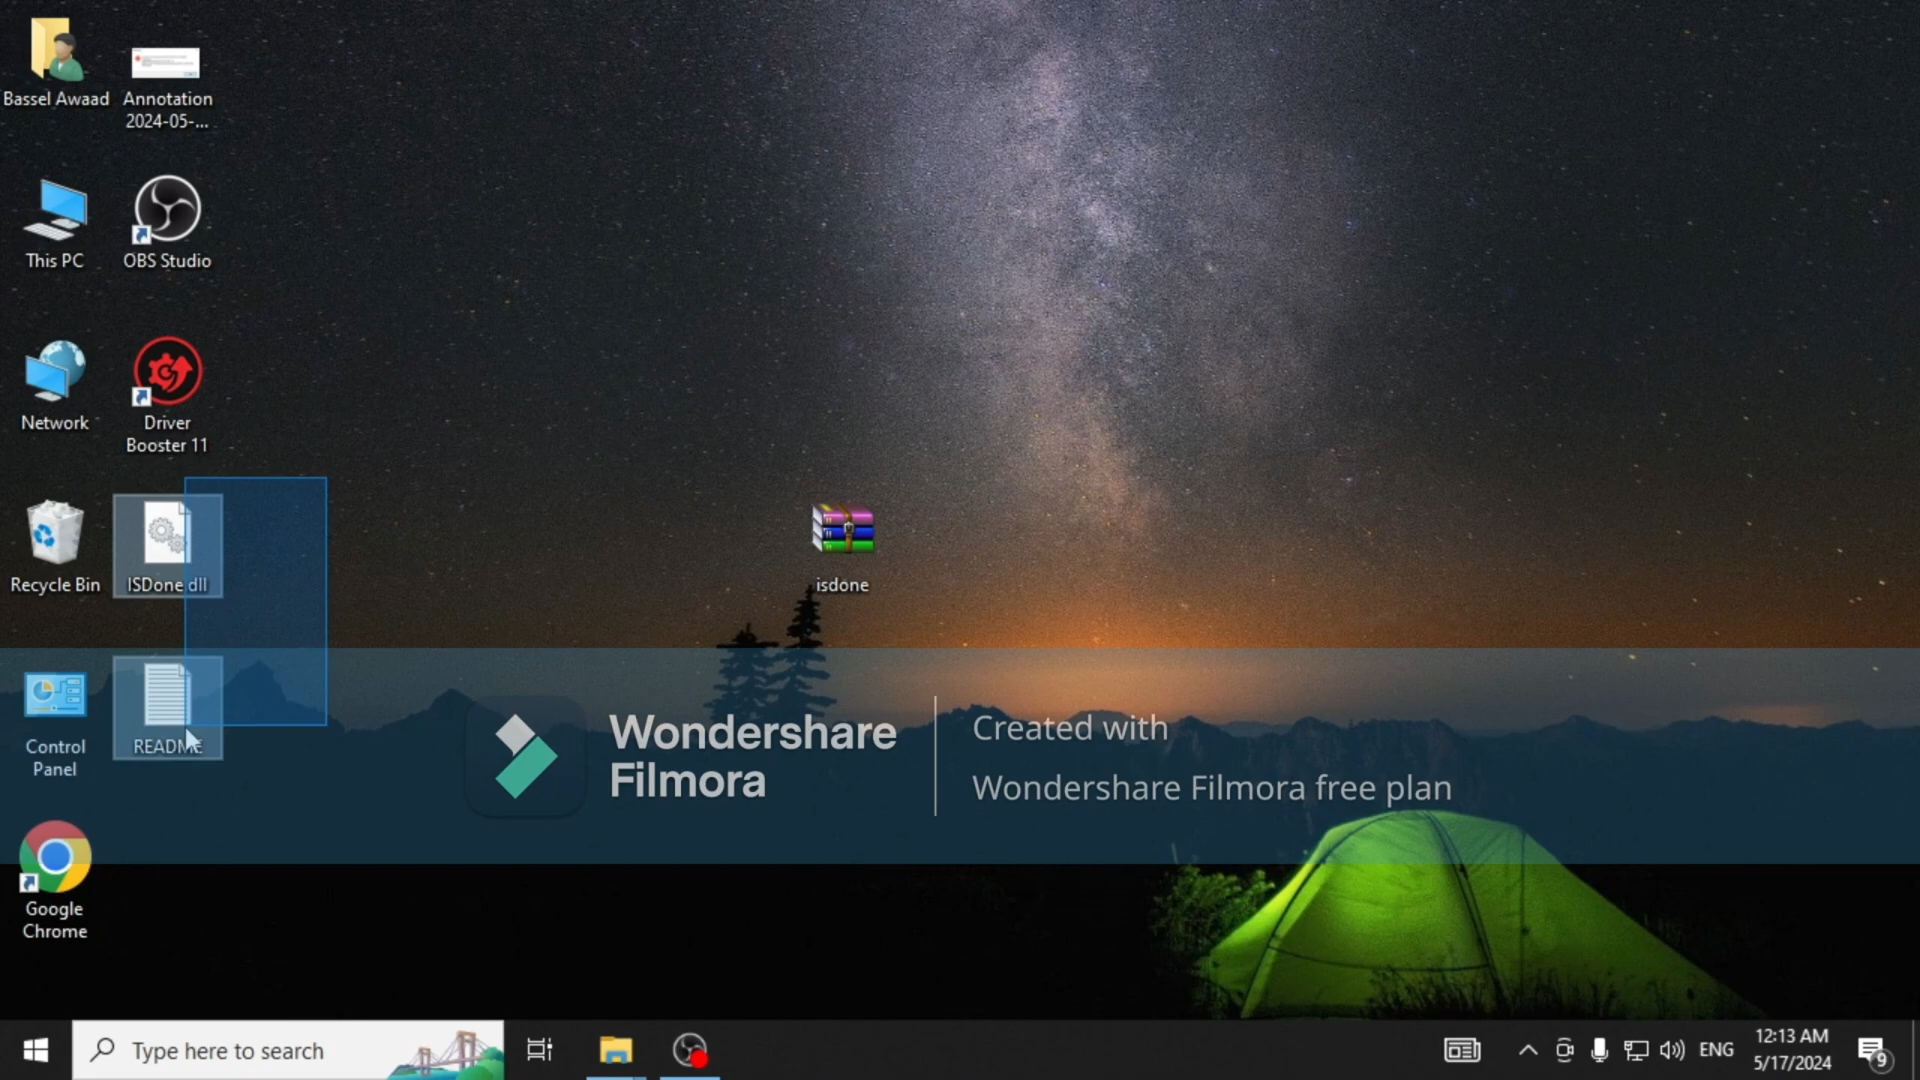 Bassel Awaad
Annotation
2024-05-...
This PC
OBS Studio
Network
Driver
Booster 11
Recycle Bin
ISDone dll
isdone
Control
Panel
README
Wondershare
Filmora
Created with
Wondershare Filmora free plan
Google
Chrome
Type here to search
ENG
12:13 AM
5/17/2024
9